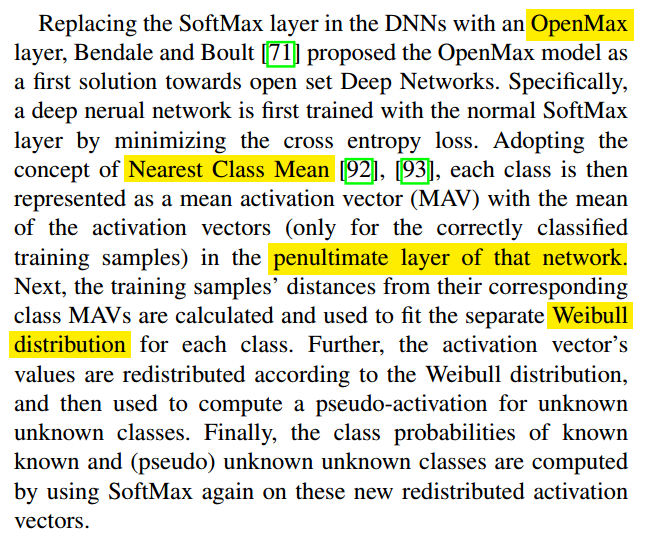 Replacing the SoftMax layer in the DNNs with an OpenMax
layer, Bendale and Boult [71] proposed the OpenMax model as
a first solution towards open set Deep Networks. Specifically,
a deep nerual network is first trained with the normal SoftMax
layer by minimizing the cross entropy loss. Adopting the
concept of Nearest Class Mean [92], [93], each class is then
represented as a mean activation vector (MAV) with the mean
of the activation vectors (only for the correctly classified
training samples) in the penultimate layer of that network.
Next, the training samples’ distances from their corresponding
class MAVs are calculated and used to fit the separate Weibull
distribution for each class. Further, the activation vector’s
values are redistributed according to the Weibull distribution,
and then used to compute a pseudo-activation for unknown
unknown classes. Finally, the class probabilities of known
known and (pseudo) unknown unknown classes are computed
by using SoftMax again on these new redistributed activation
vectors.